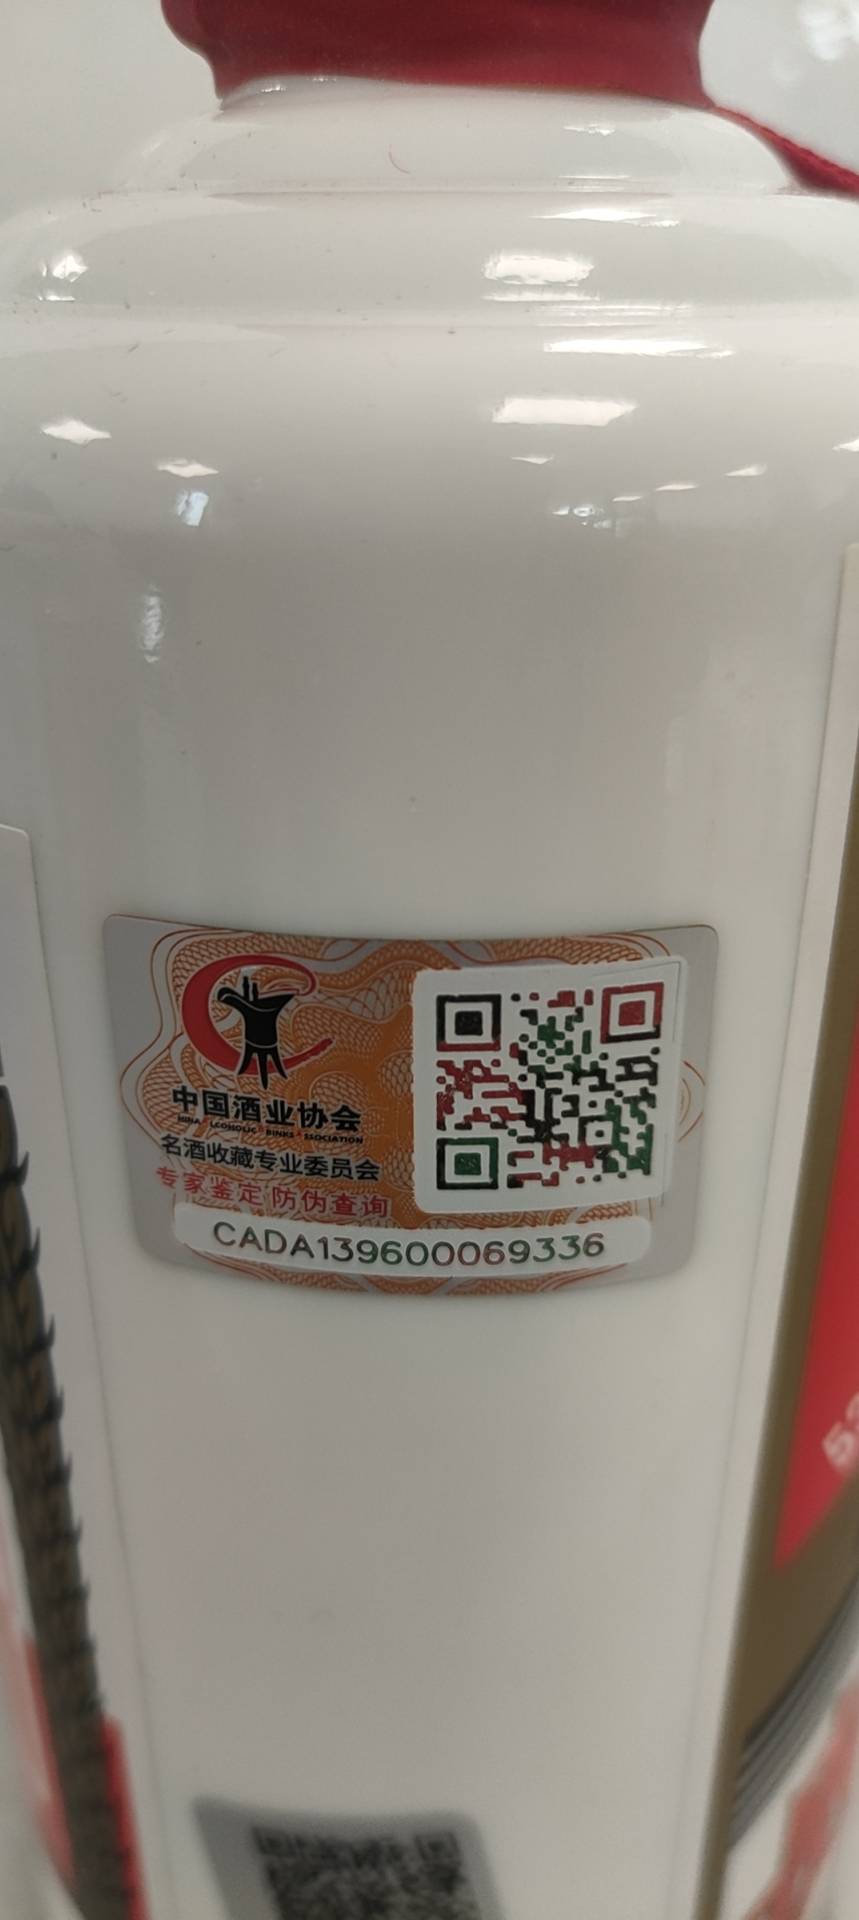 中国酒业协会
名酒收藏专业委员会
专家鉴定 防伪查询
CADA139600069336